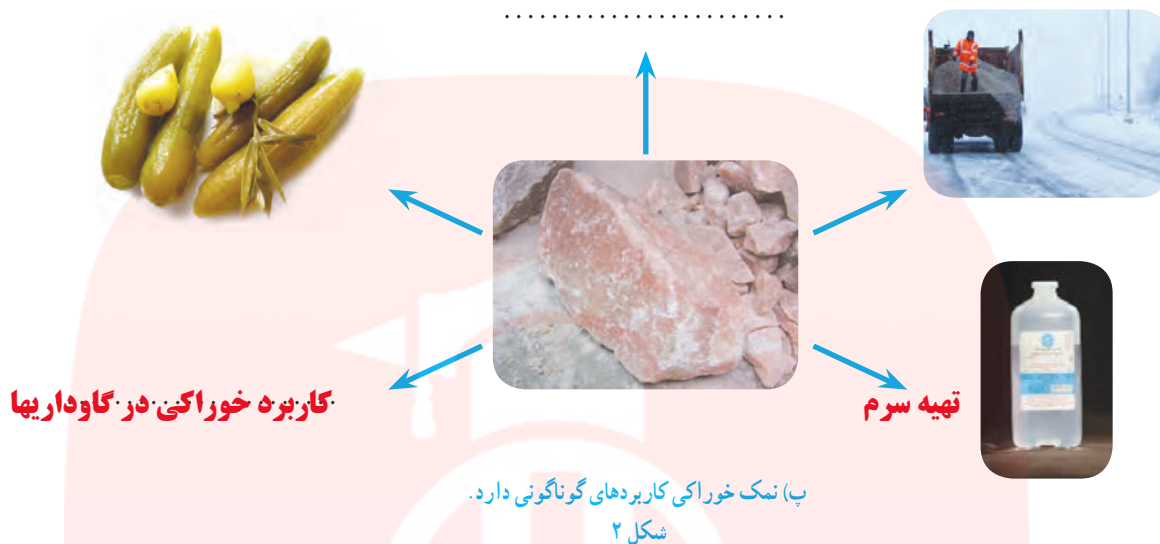 ........................
تهیه سرم
کاربرد خوراکی در گاوداریها
پ) نمک خوراکی کاربردهای گوناگونی دارد.
شکل ۲